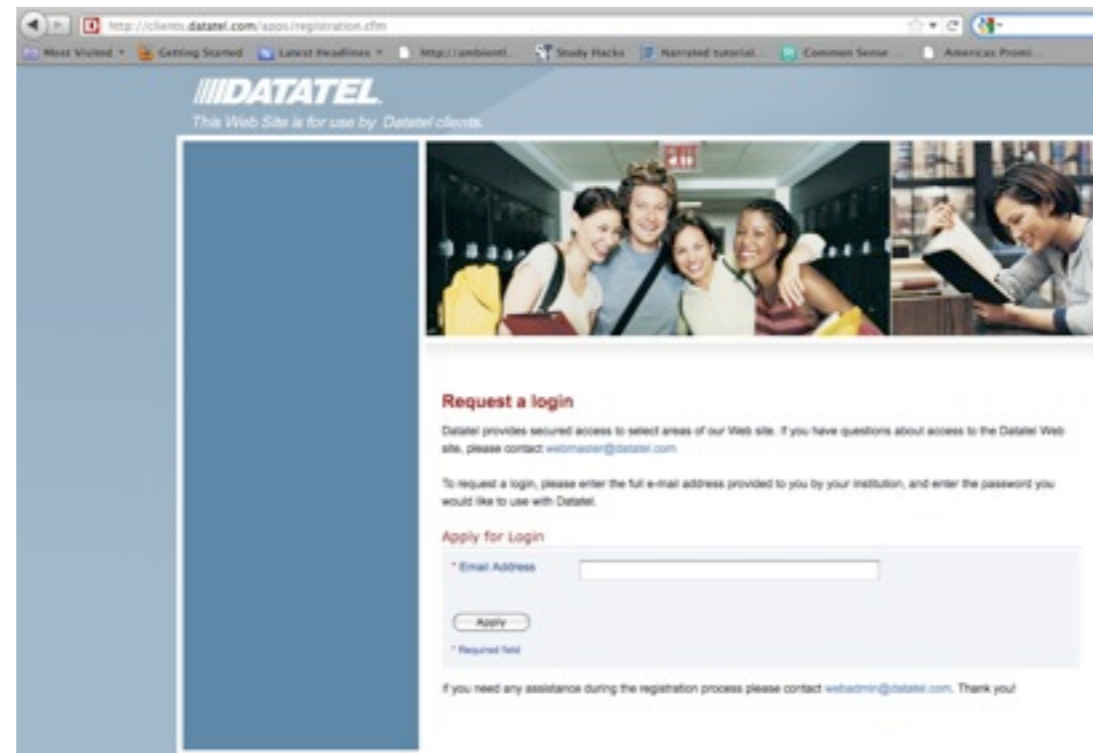 http://clients.datatel.com/apps/registration.cfm
Most Visited
Getting Started
Latest Headlines
http://ambientl...
Study Hacks
Narrated tutorial...
Common Sense ...
Americas Promi...
DATATEL
This Web Site is for use by Datatel clients.
EXIT
Request a login
Datatel provides secured access to select areas of our Web site. If you have questions about access to the Datatel Web
site, please contact webmaster@datatel.com
To request a login, please enter the full e-mail address provided to you by your institution, and enter the password you
would like to use with Datatel.
Apply for Login
* Email Address
Apply
* Required field
If you need any assistance during the registration process please contact webadmin@datatel.com. Thank you!